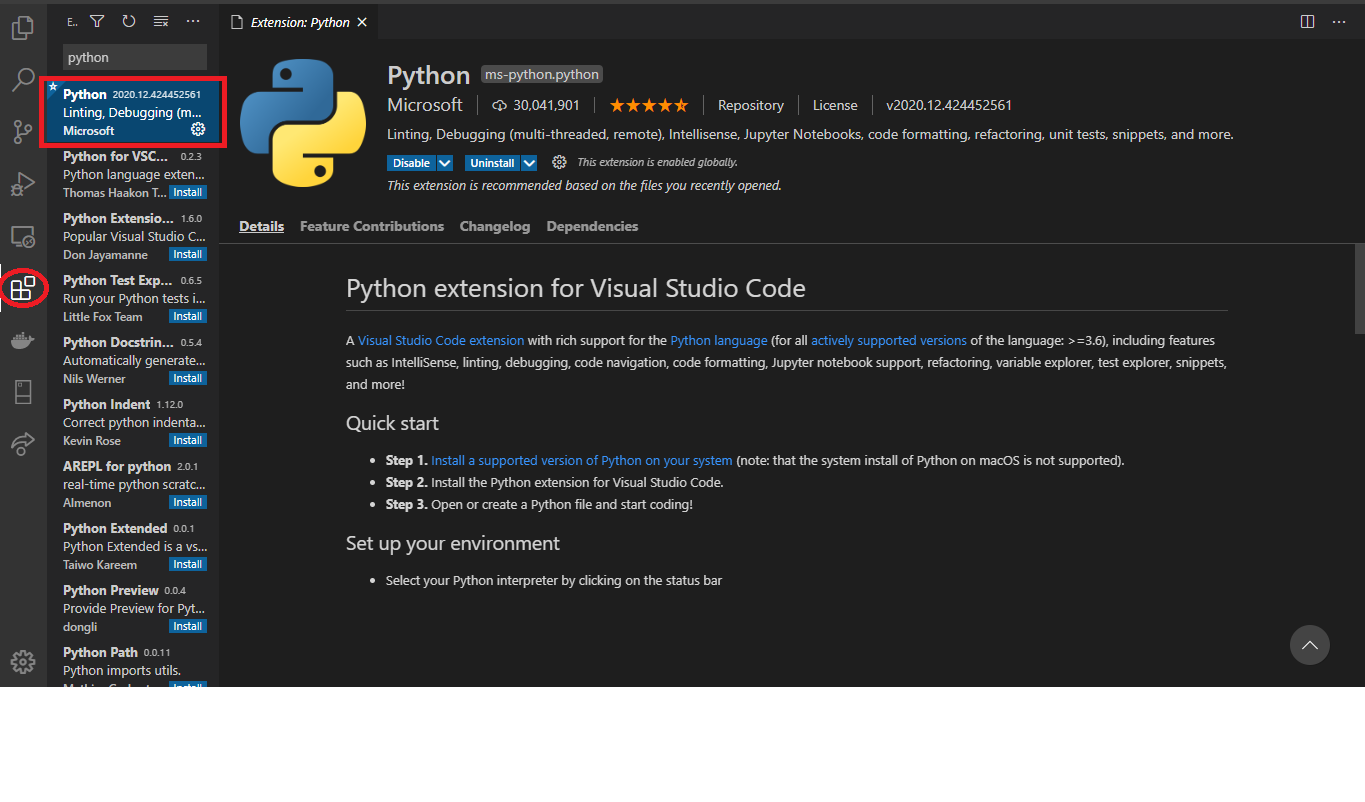 E..
python
Python 2020.12.424452561
Linting, Debugging (m...
Microsoft
Python for VSC... 0.2.3
Python language exten...
Thomas Haakon T... Install
Python Extensio... 1.6.0
Popular Visual Studio C...
Don Jayamanne Install
Python Test Exp... 0.6.5
Run your Python tests i...
Little Fox Team Install
Python Docstrin... 0.5.4
Automatically generate...
Nils Werner Install
Python Indent 1.12.0
Correct python indenta...
Kevin Rose Install
AREPL for python 2.0.1
real-time python scratc...
Almenon Install
Python Extended 0.0.1
Python Extended is a vs...
Taiwo Kareem Install
Python Preview 0.0.4
Provide Preview for Pyt...
dongli Install
Python Path 0.0.11
Python imports utils.
Install
Extension: Python
Python ms-python.python
Microsoft 30,041,901 Repository License v2020.12.424452561
Linting, Debugging (multi-threaded, remote), Intellisense, Jupyter Notebooks, code formatting, refactoring, unit tests, snippets, and more.
Disable Uninstall This extension is enabled globally.
This extension is recommended based on the files you recently opened.
Details Feature Contributions Changelog Dependencies
Python extension for Visual Studio Code
A Visual Studio Code extension with rich support for the Python language (for all actively supported versions of the language: >=3.6), including features
such as IntelliSense, linting, debugging, code navigation, code formatting, Jupyter notebook support, refactoring, variable explorer, test explorer, snippets,
and more!
Quick start
• Step 1. Install a supported version of Python on your system (note: that the system install of Python on macOS is not supported).
• Step 2. Install the Python extension for Visual Studio Code.
• Step 3. Open or create a Python file and start coding!
Set up your environment
• Select your Python interpreter by clicking on the status bar